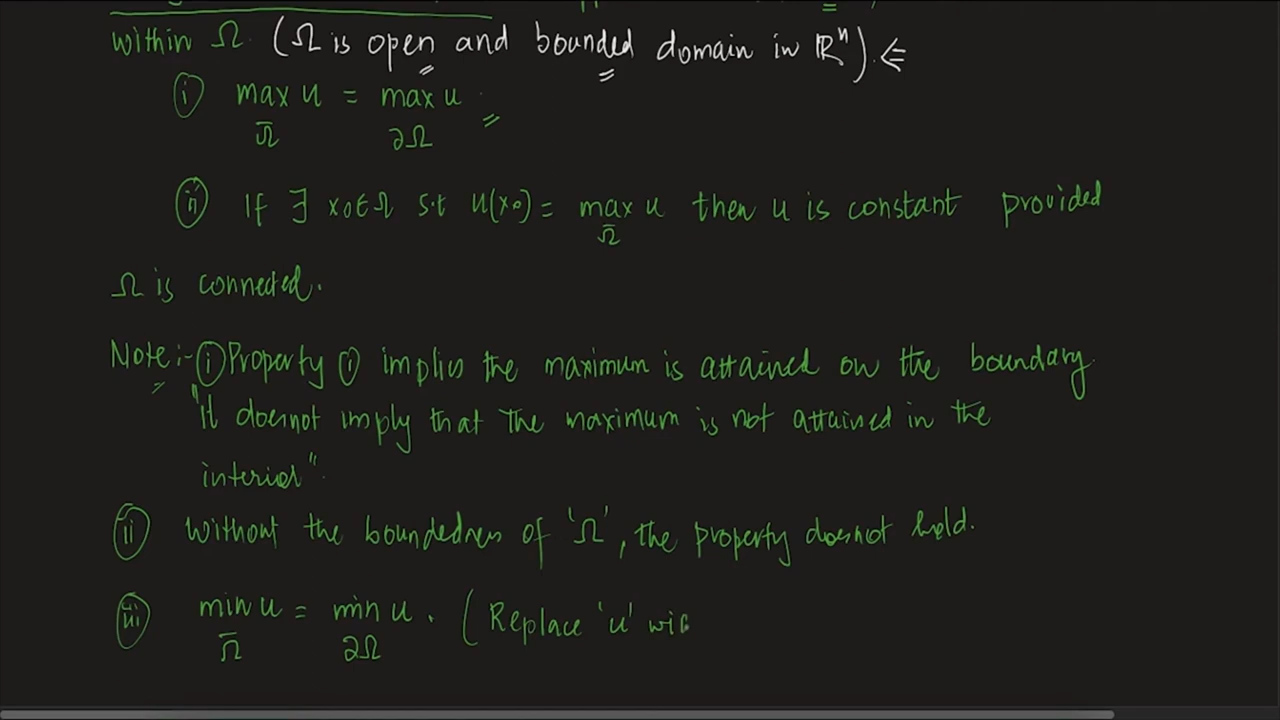 within Ω. (Ω is open and bounded domain in ℝⁿ). ⇐
(i) max u = max u
Ω̄ ∂Ω
(ii) If ∃ x₀∈Ω s.t u(x₀) = max u then u is constant provided
Ω̄
Ω is connected.
Note:- (i) Property (i) implies the maximum is attained on the boundary.
"It doesnot imply that the maximum is not attained in the
interior".
(ii) Without the boundedness of 'Ω', the property doesnot hold.
(iii) min u = min u . ( Replace 'u' wi
Ω̄ ∂Ω